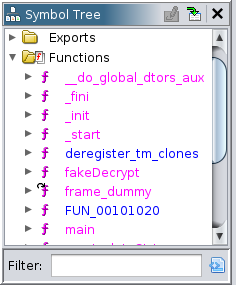 Symbol Tree
Exports
Functions
__do_global_dtors_aux
_fini
_init
_start
deregister_tm_clones
fakeDecrypt
frame_dummy
FUN_00101020
main
Filter: